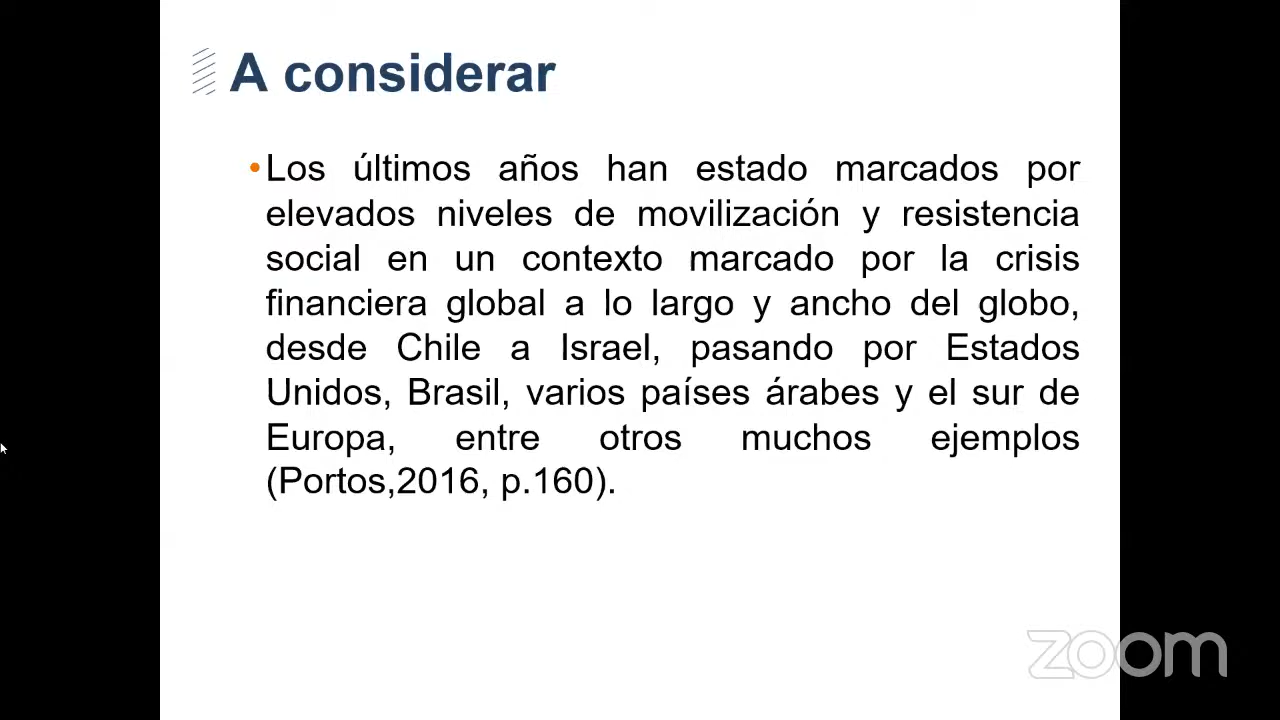 A considerar
•Los últimos años han estado marcados por
elevados niveles de movilización y resistencia
social en un contexto marcado por la crisis
financiera global a lo largo y ancho del globo,
desde Chile a Israel, pasando por Estados
Unidos, Brasil, varios países árabes y el sur de
Europa, entre otros muchos ejemplos
(Portos,2016, p.160).
zoom